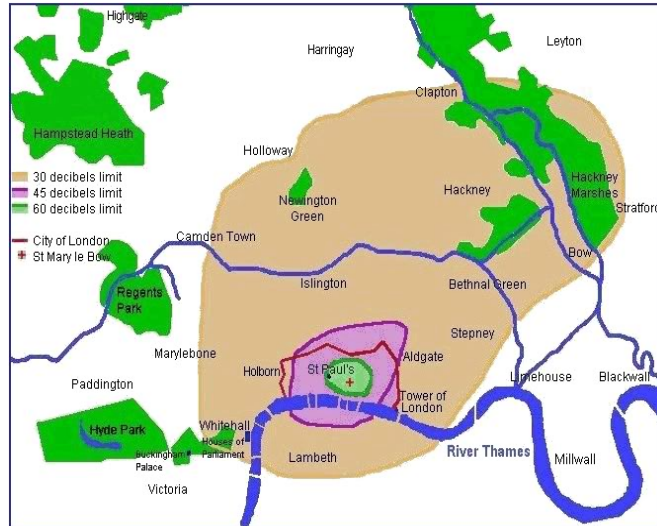 Highgate
Harringay
Leyton
Clapton
Hampstead Heath
Holloway
30 decibels limit
45 decibels limit
60 decibels limit
Newington
Green
Hackney
Hackney
Marshes
Stratford
City of London
St Mary le Bow
Camden Town
Bow
Regents
Park
Islington
Bethnal Green
Stepney
Marylebone
Aldgate
Holborn
St Paul's
Paddington
Limehouse
Blackwall
Tower of
London
Hyde Park
Whitehall
Houses of
Parliament
Buckingham
Palace
River Thames
Lambeth
Millwall
Victoria